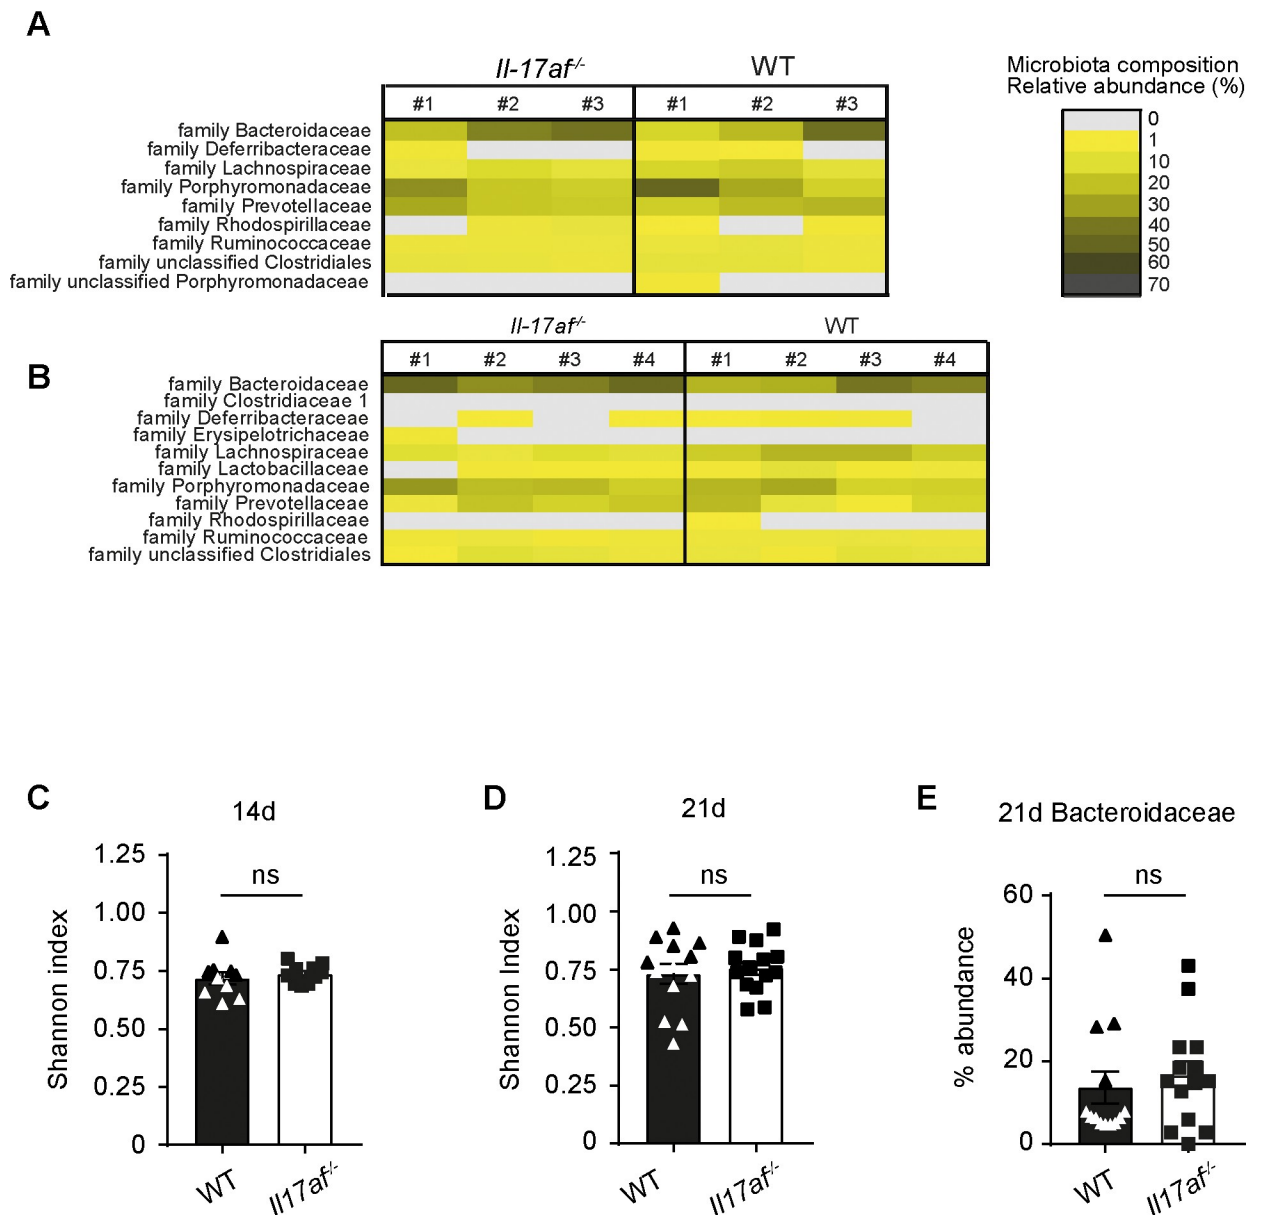 A
Il-17af-/- WT
#1 #2 #3 #1 #2 #3
family Bacteroidaceae
family Deferribacteraceae
family Lachnospiraceae
family Porphyromonadaceae
family Prevotellaceae
family Rhodospirillaceae
family Ruminococcaceae
family unclassified Clostridiales
family unclassified Porphyromonadaceae
Microbiota composition
Relative abundance (%)
0
1
10
20
30
40
50
60
70
B
Il-17af-/- WT
#1 #2 #3 #4 #1 #2 #3 #4
family Bacteroidaceae
family Clostridiaceae 1
family Deferribacteraceae
family Erysipelotrichaceae
family Lachnospiraceae
family Lactobacillaceae
family Porphyromonadaceae
family Prevotellaceae
family Rhodospirillaceae
family Ruminococcaceae
family unclassified Clostridiales
C
14d
ns
Shannon index
1.25
1.00
0.75
0.50
0.25
0
WT Il17af-/-
D
21d
ns
Shannon Index
1.25
1.00
0.75
0.50
0.25
0
WT Il17af-/-
E
21d Bacteroidaceae
ns
% abundance
60
40
20
0
WT Il17af-/-